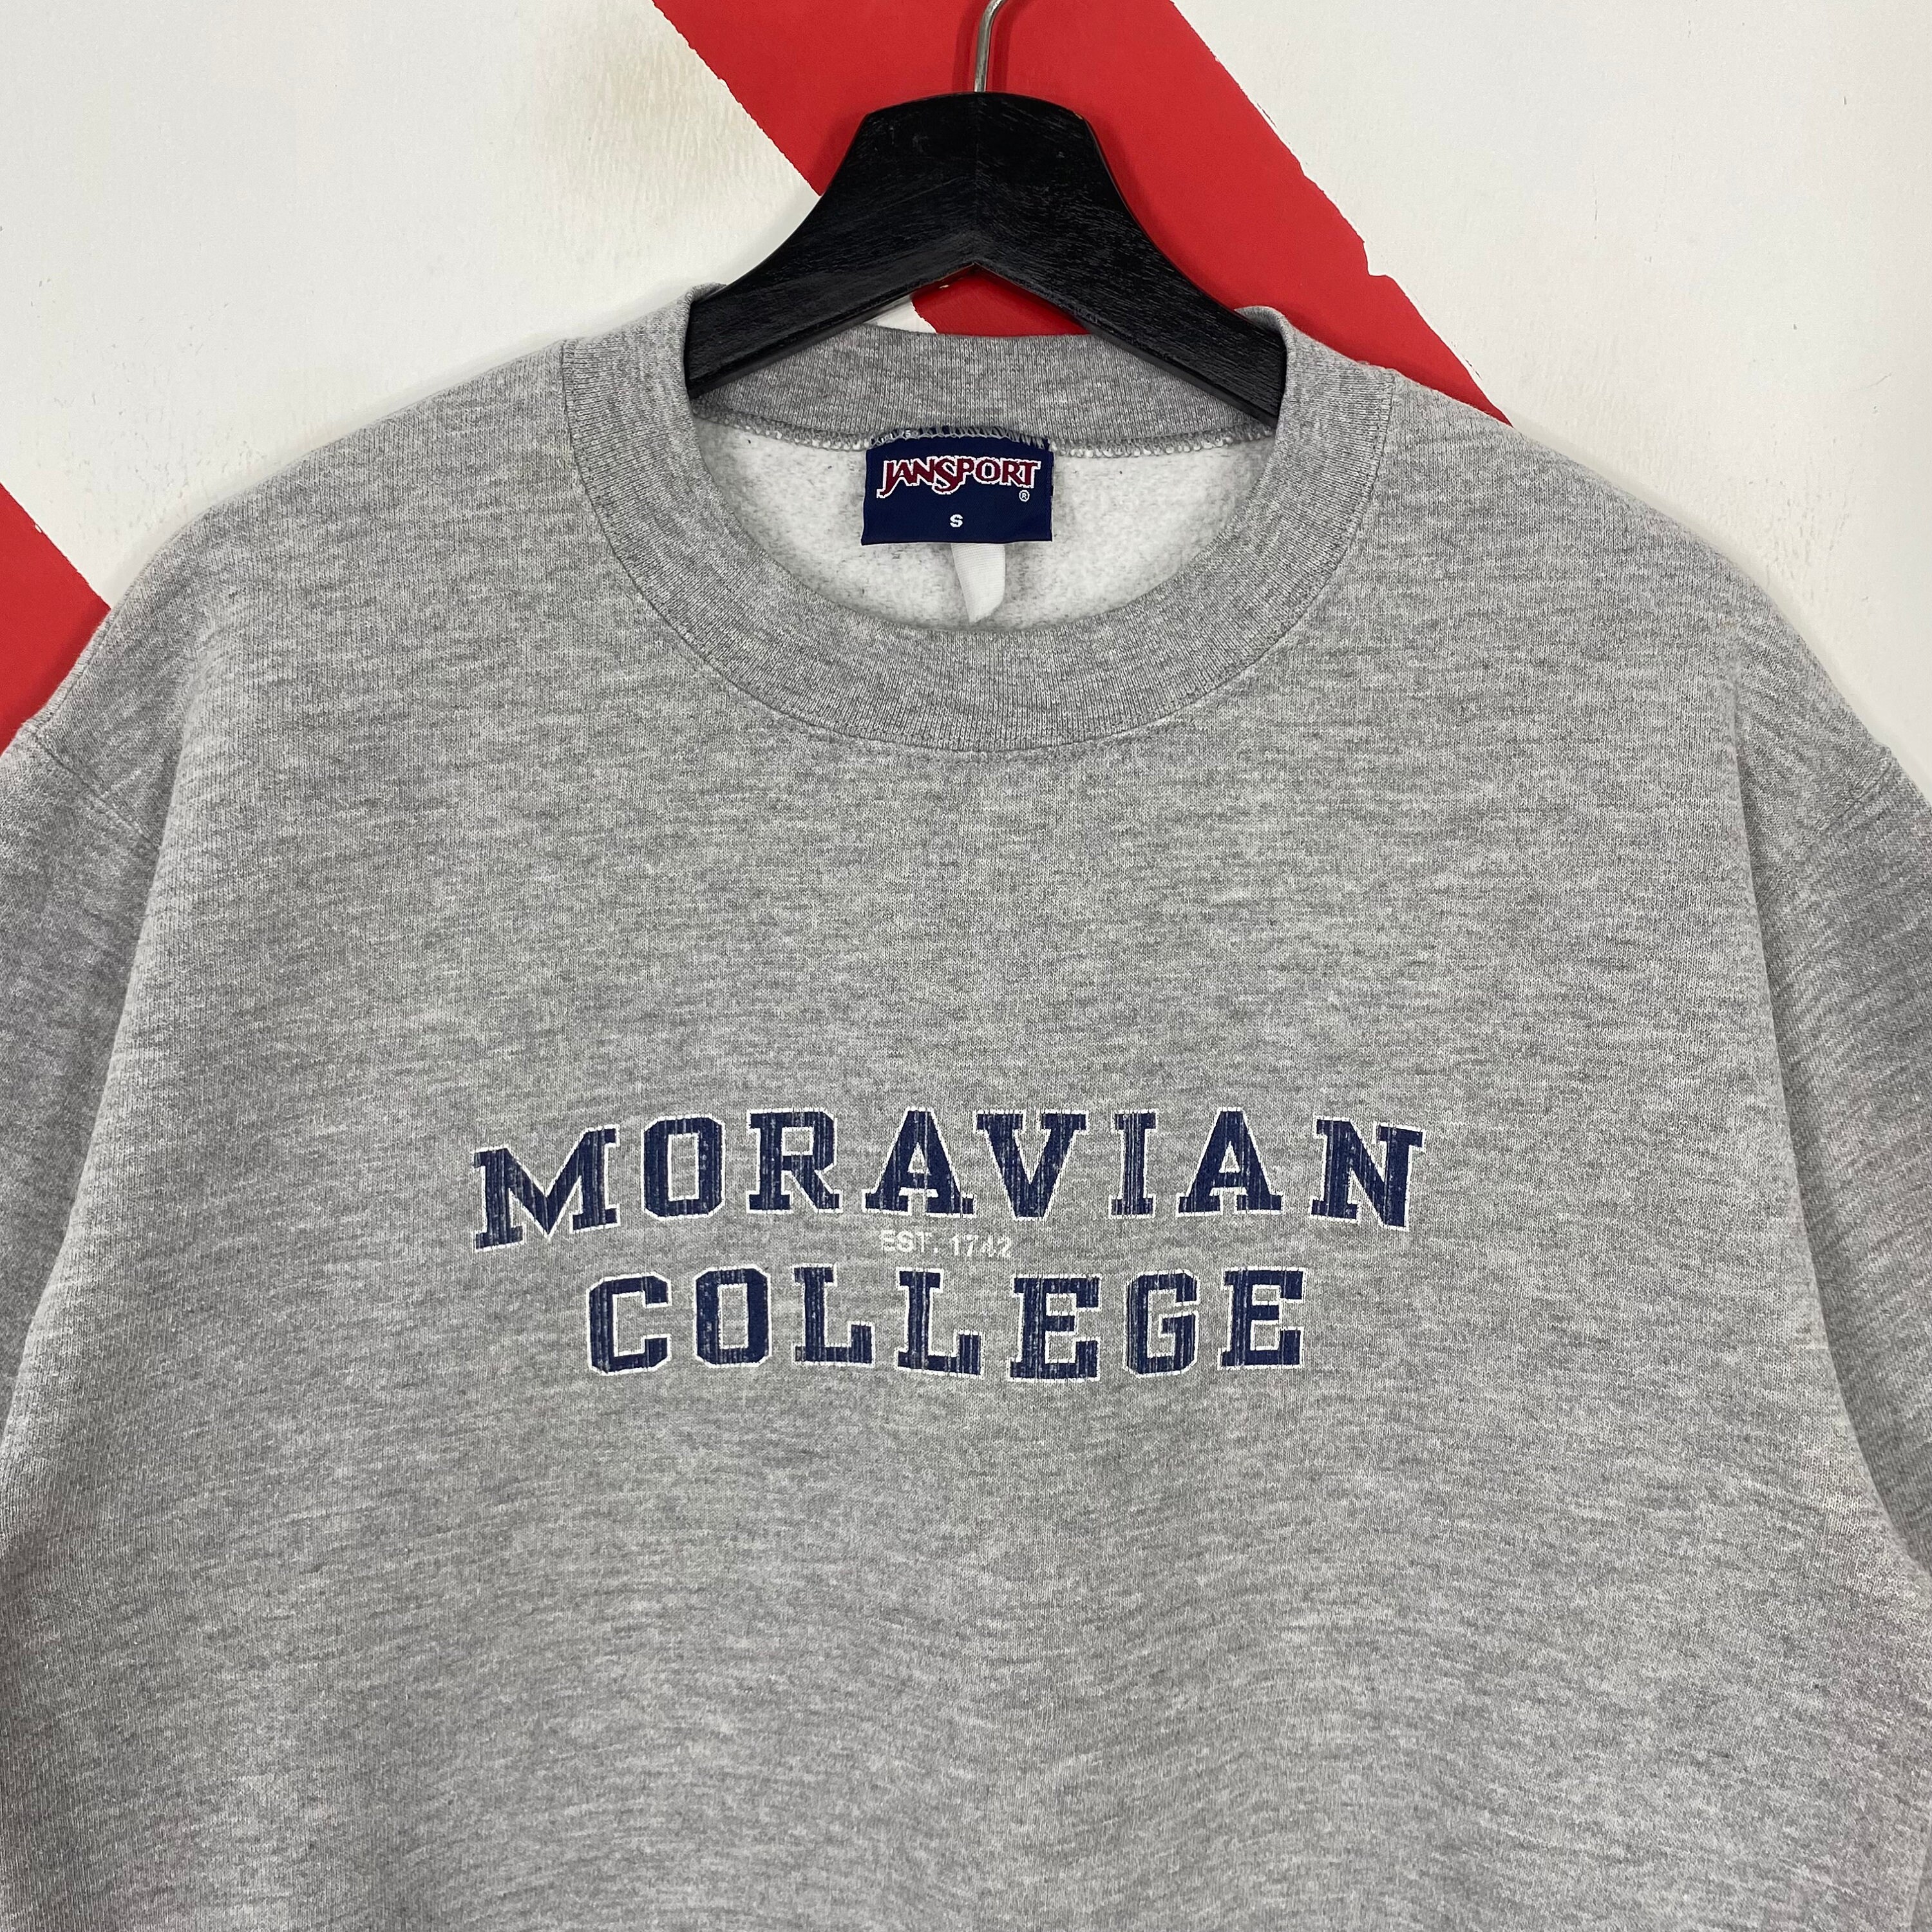 JANSPORT®
S
MORAVIAN
EST. 1742
COLLEGE